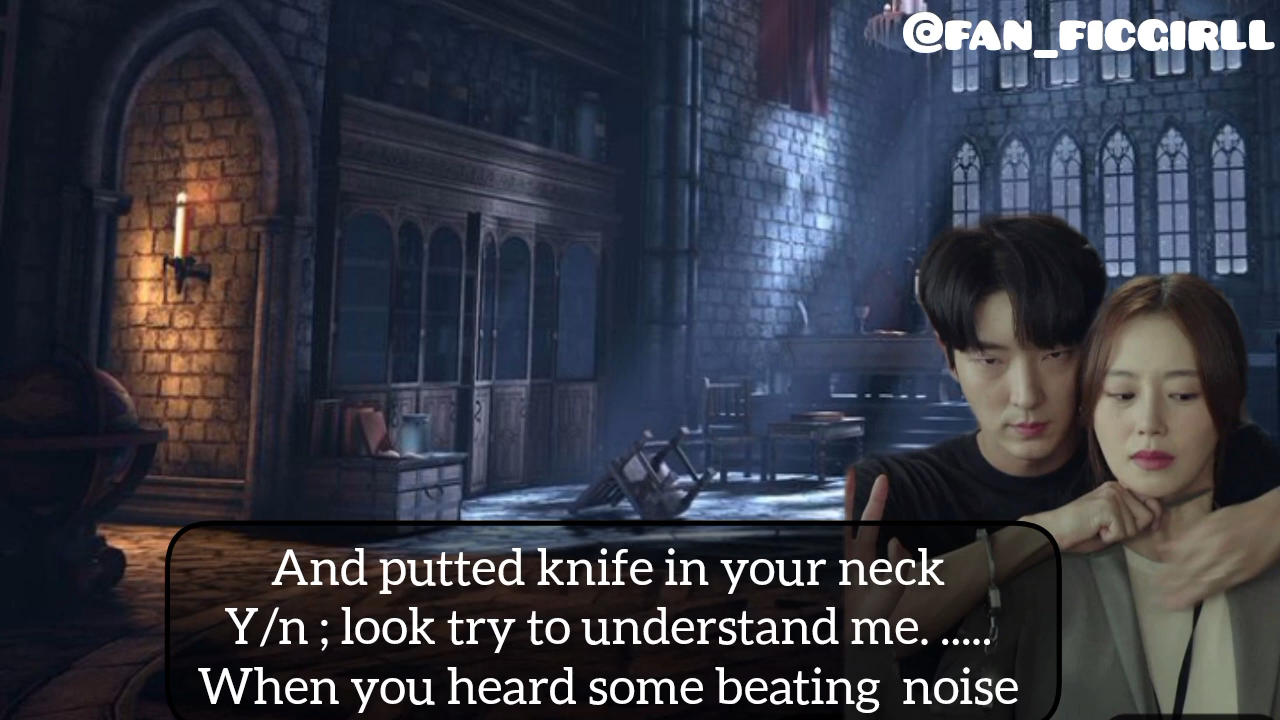 @FAN_FICGIRLL
And putted knife in your neck
Y/n ; look try to understand me. .....
When you heard some beating  noise